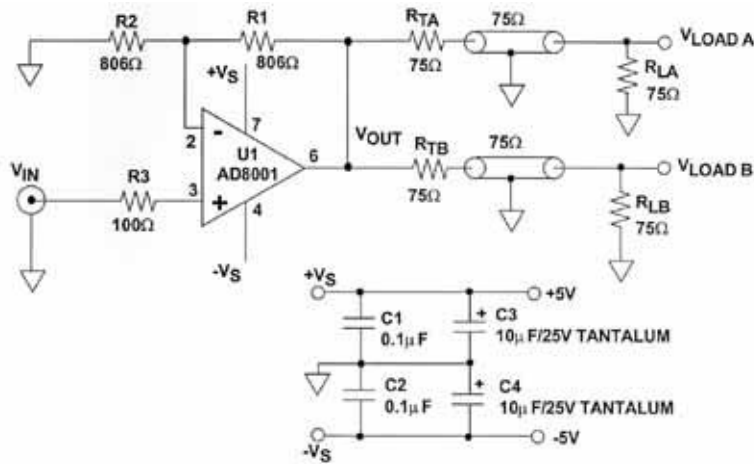 R2
806Ω
R1
806Ω
+VS
RTA
75Ω
75Ω
VLOAD A
RLA
75Ω
2
-
7
U1
AD8001
6
VOUT
VIN
R3
100Ω
3
+
4
-VS
RTB
75Ω
75Ω
VLOAD B
RLB
75Ω
+VS
+5V
C1
0.1µF
+
C3
10µF/25V TANTALUM
C2
0.1µF
+
C4
10µF/25V TANTALUM
-VS
-5V